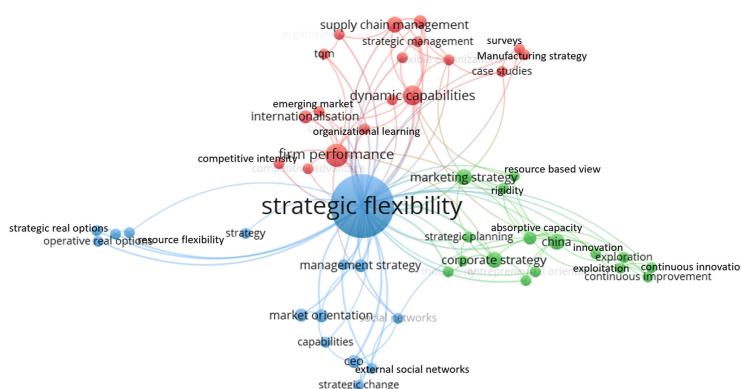 supply chain management
strategic management
surveys
tqm
Manufacturing strategy
case studies
dynamic capabilities
emerging market
internationalisation
organizational learning
firm performance
competitive intensity
resource based view
marketing strategy
rigidity
strategic flexibility
absorptive capacity
strategic real options
strategy
strategic planning
operative real options
resource flexibility
china
innovation
exploration
corporate strategy
management strategy
exploitation
continuous innovatio
continuous improvement
market orientation
social networks
capabilities
ceo
external social networks
strategic change